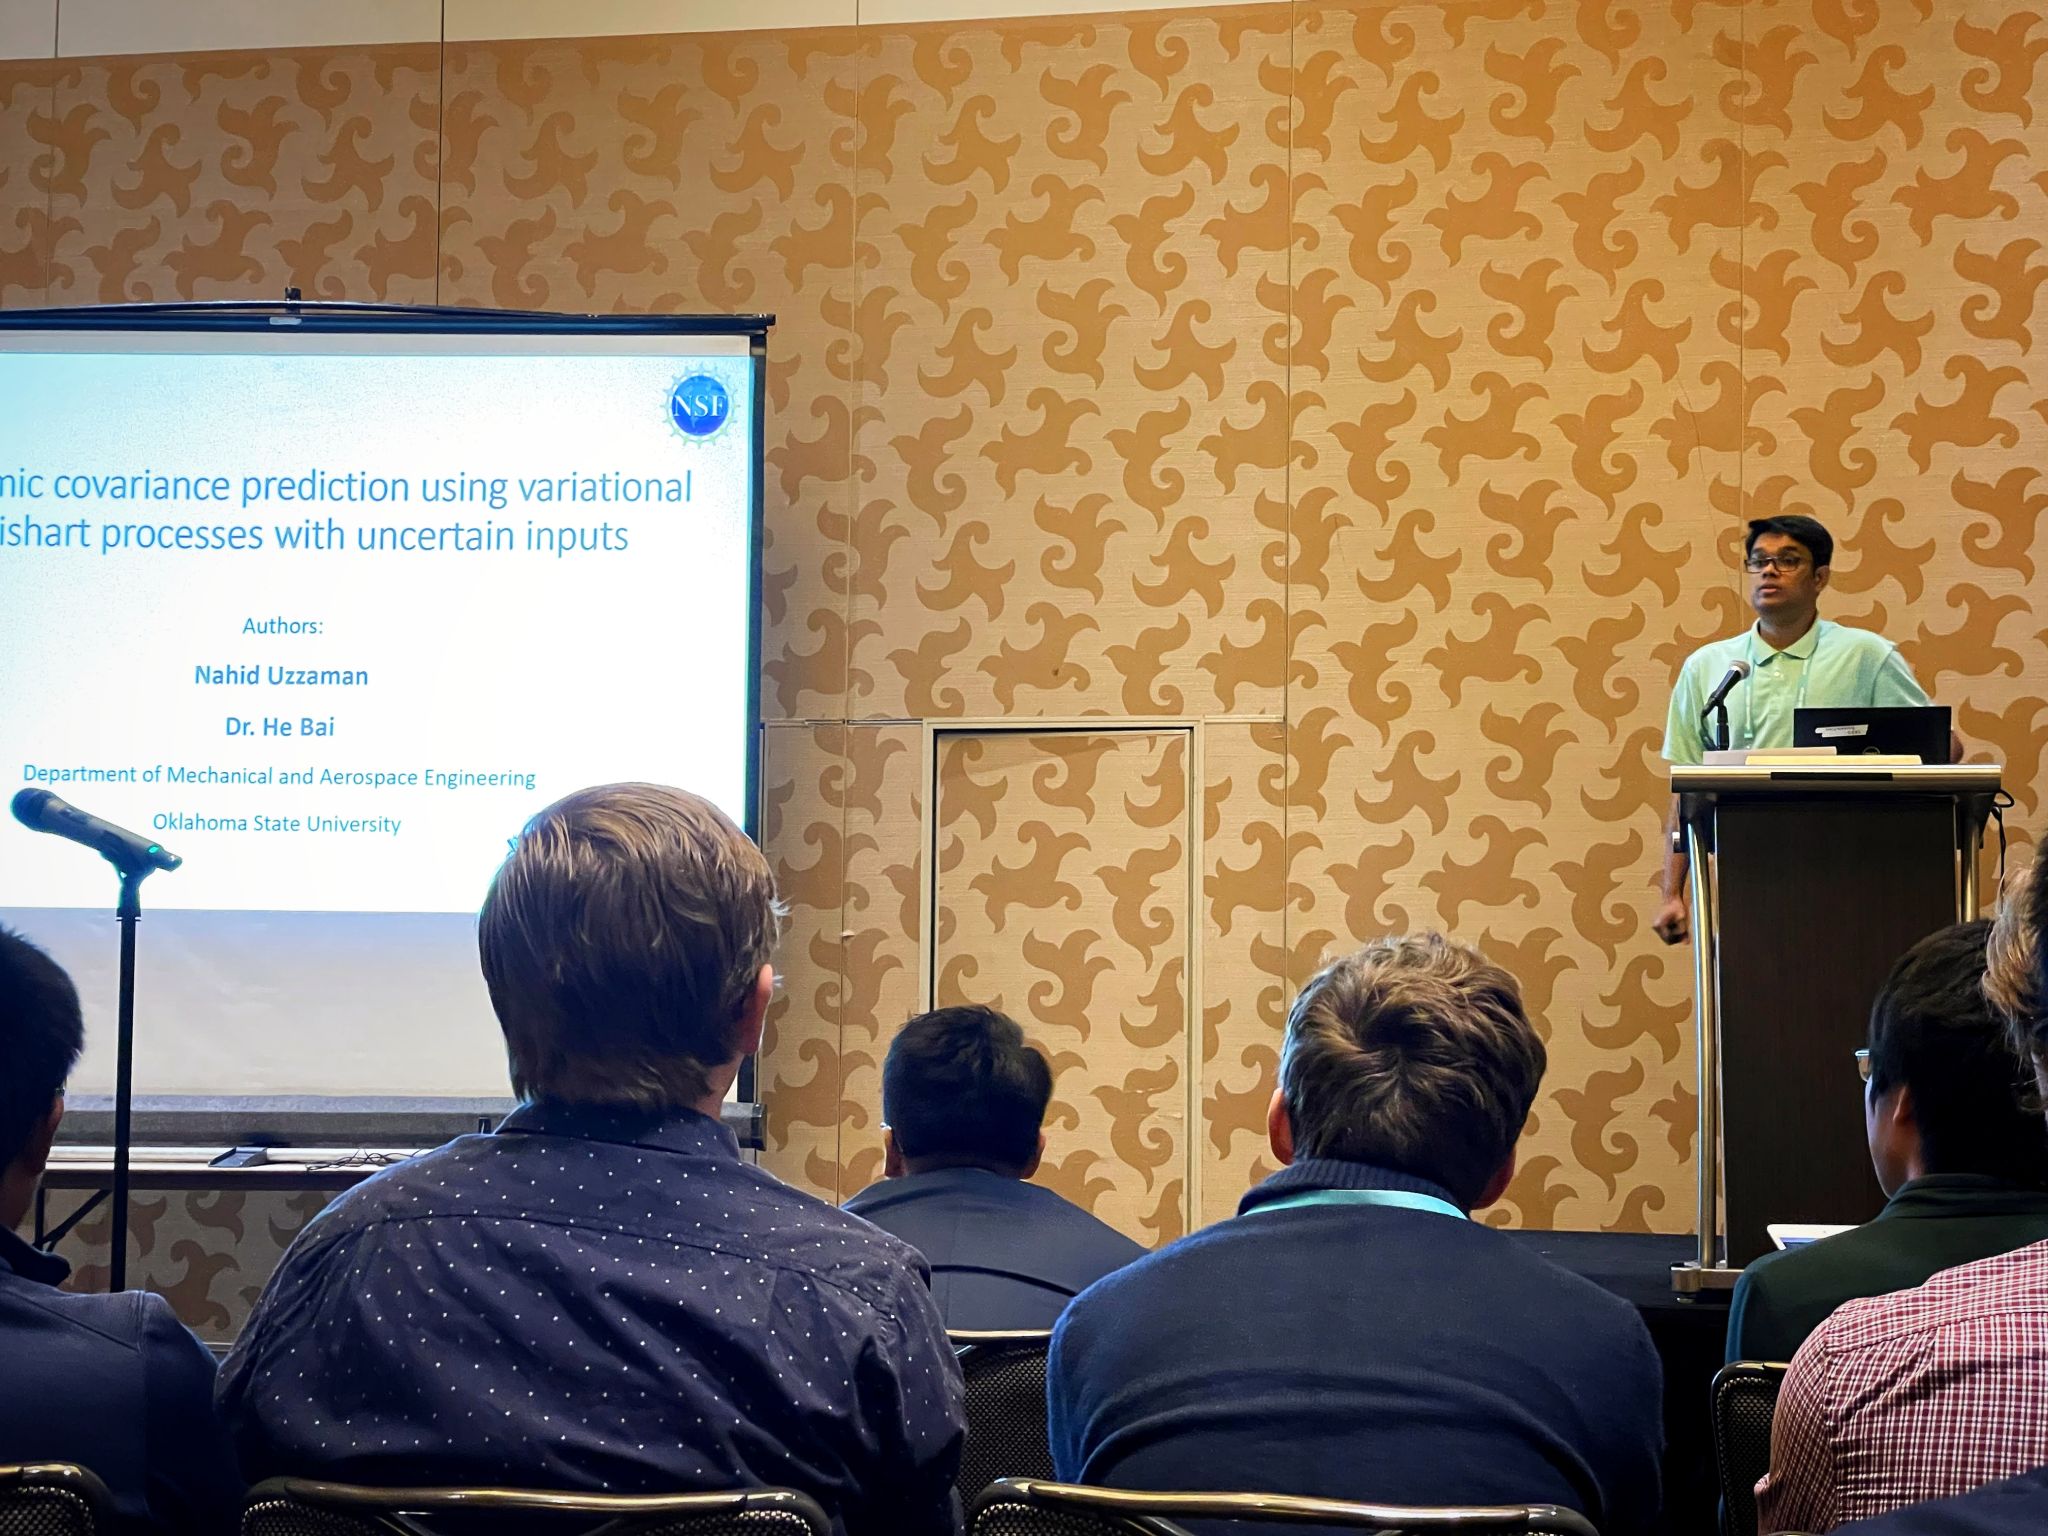 NSF
mic covariance prediction using variational
ishart processes with uncertain inputs
Authors:
Nahid Uzzaman
Dr. He Bai
Department of Mechanical and Aerospace Engineering
Oklahoma State University